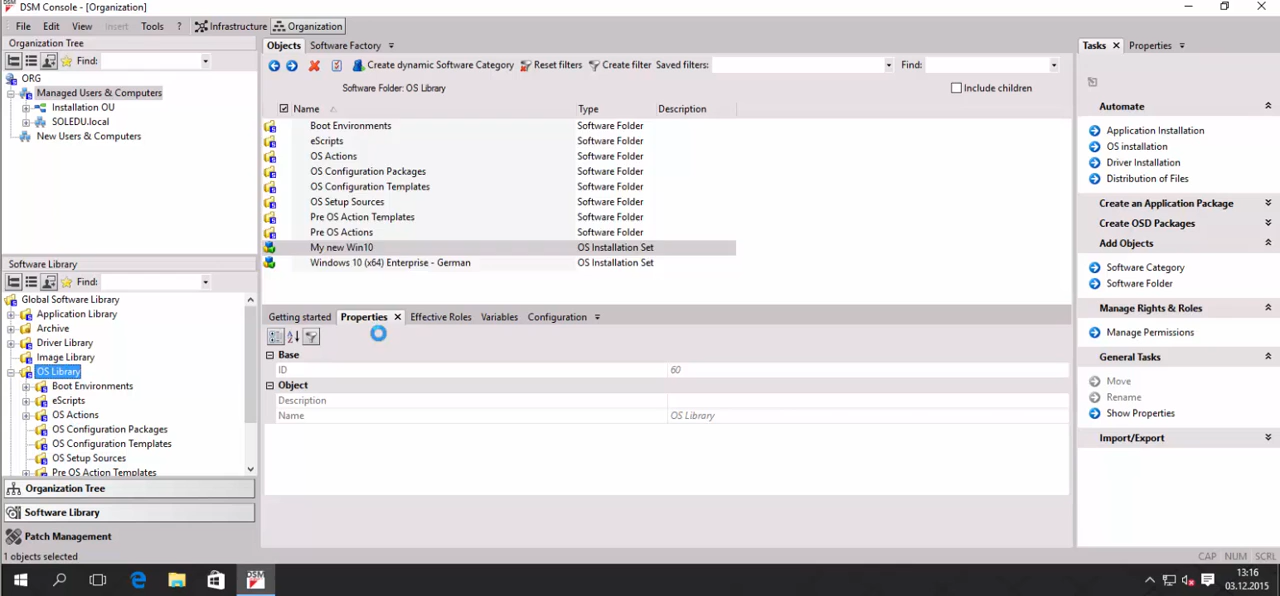 DSM DSM Console - [Organization]
File Edit View Insert Tools ? Infrastructure Organization
Organization Tree
Find:
ORG
Managed Users & Computers
Installation OU
SOLEDU.local
New Users & Computers
Software Library
Find:
Global Software Library
Application Library
Archive
Driver Library
Image Library
OS Library
Boot Environments
eScripts
OS Actions
OS Configuration Packages
OS Configuration Templates
OS Setup Sources
Pre OS Action Templates
Organization Tree
Software Library
Patch Management
1 objects selected
Objects Software Factory
Create dynamic Software Category Reset filters Create filter Saved filters: Find:
Software Folder: OS Library Include children
Name Type Description
Boot Environments Software Folder
eScripts Software Folder
OS Actions Software Folder
OS Configuration Packages Software Folder
OS Configuration Templates Software Folder
OS Setup Sources Software Folder
Pre OS Action Templates Software Folder
Pre OS Actions Software Folder
My new Win10 OS Installation Set
Windows 10 (x64) Enterprise - German OS Installation Set
Getting started Properties Effective Roles Variables Configuration
Base
ID 60
Object
Description
Name OS Library
Tasks Properties
Automate
Application Installation
OS installation
Driver Installation
Distribution of Files
Create an Application Package
Create OSD Packages
Add Objects
Software Category
Software Folder
Manage Rights & Roles
Manage Permissions
General Tasks
Move
Rename
Show Properties
Import/Export
CAP NUM SCRL
DSM
13:16
03.12.2015